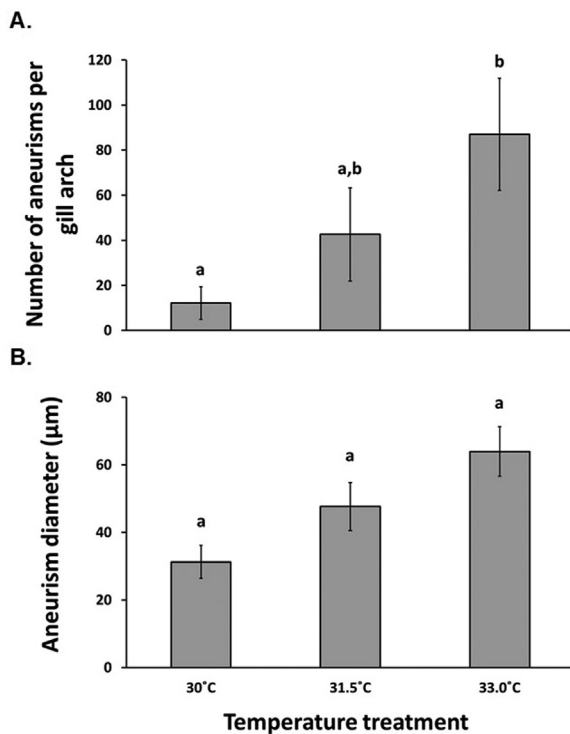 A.
Number of aneurisms per
gill arch
120
100
80
60
40
20
0
a
a,b
b
B.
Aneurism diameter (µm)
80
60
40
20
0
a
a
a
30˚C
31.5˚C
33.0˚C
Temperature treatment